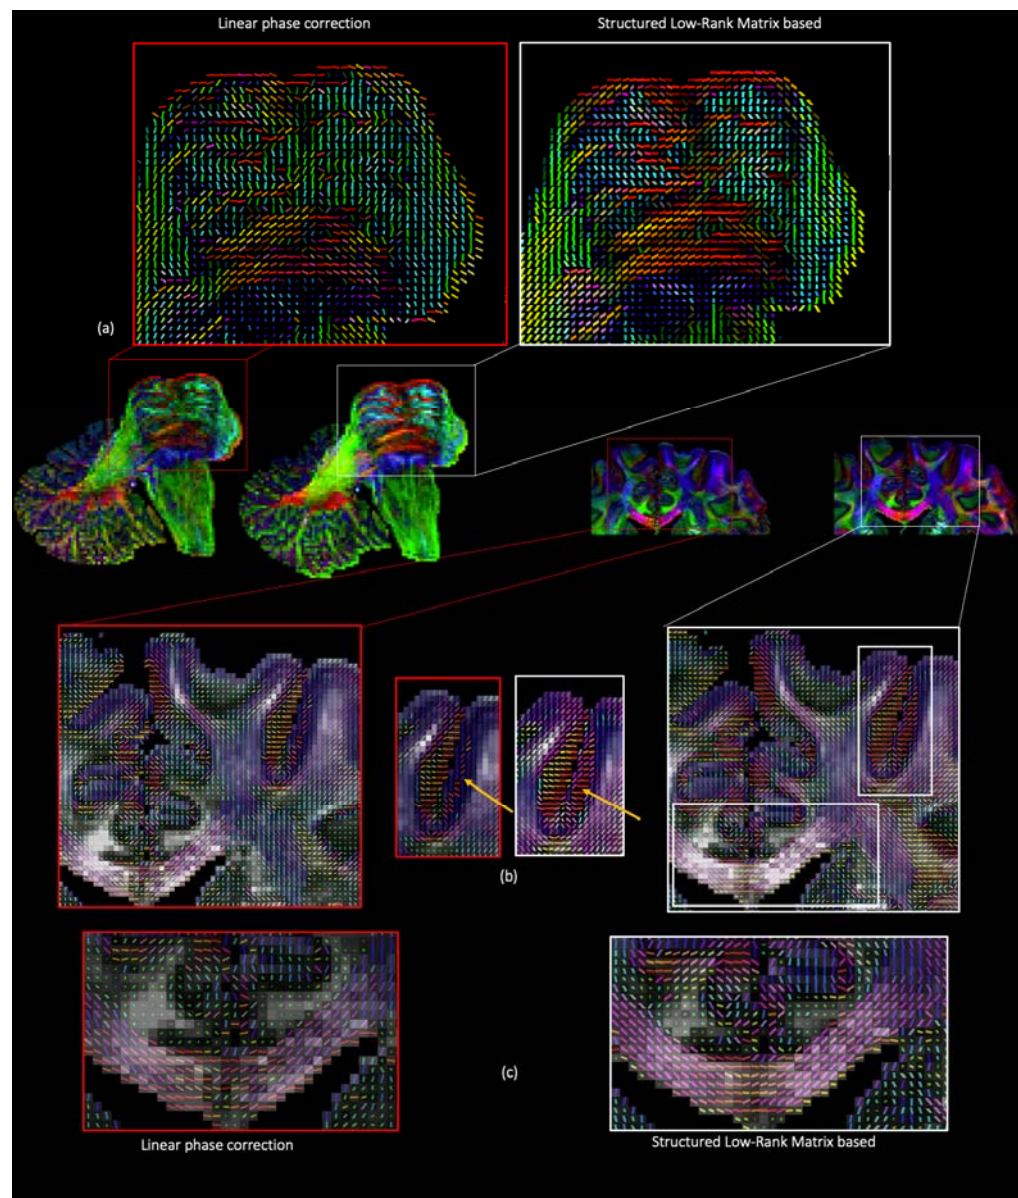 Linear phase correction
Structured Low-Rank Matrix based
(a)
(b)
(c)
Linear phase correction
Structured Low-Rank Matrix based